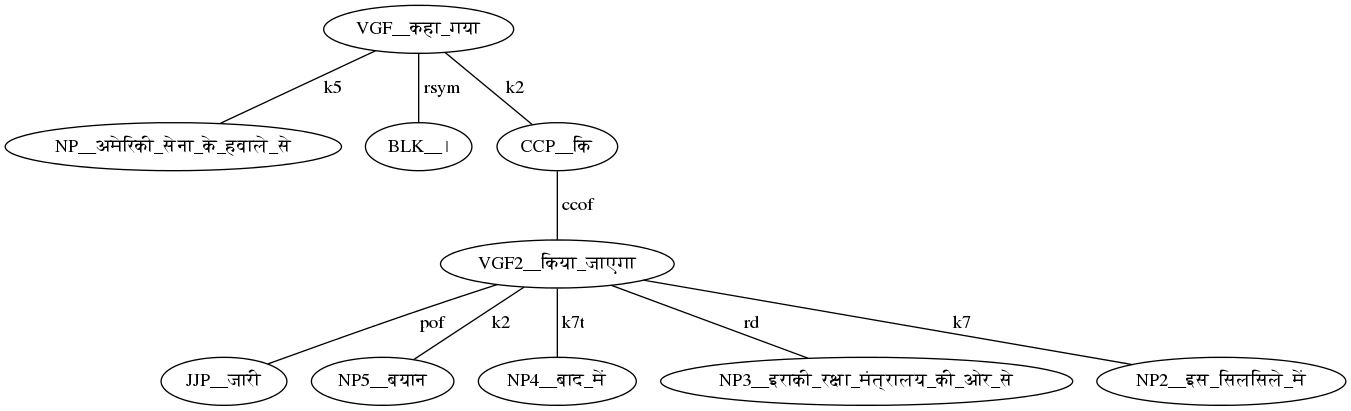 VGF__कहा_गया
k5 rsym k2
NP__अमेरिकी_सेना_के_हवाले_से BLK__। CCP__कि
ccof
VGF2__किया_जाएगा
pof k2 k7t rd k7
JJP__जारी NP5__बयान NP4__बाद_में NP3__इराकी_रक्षा_मंत्रालय_की_ओर_से NP2__इस_सिलसिले_में